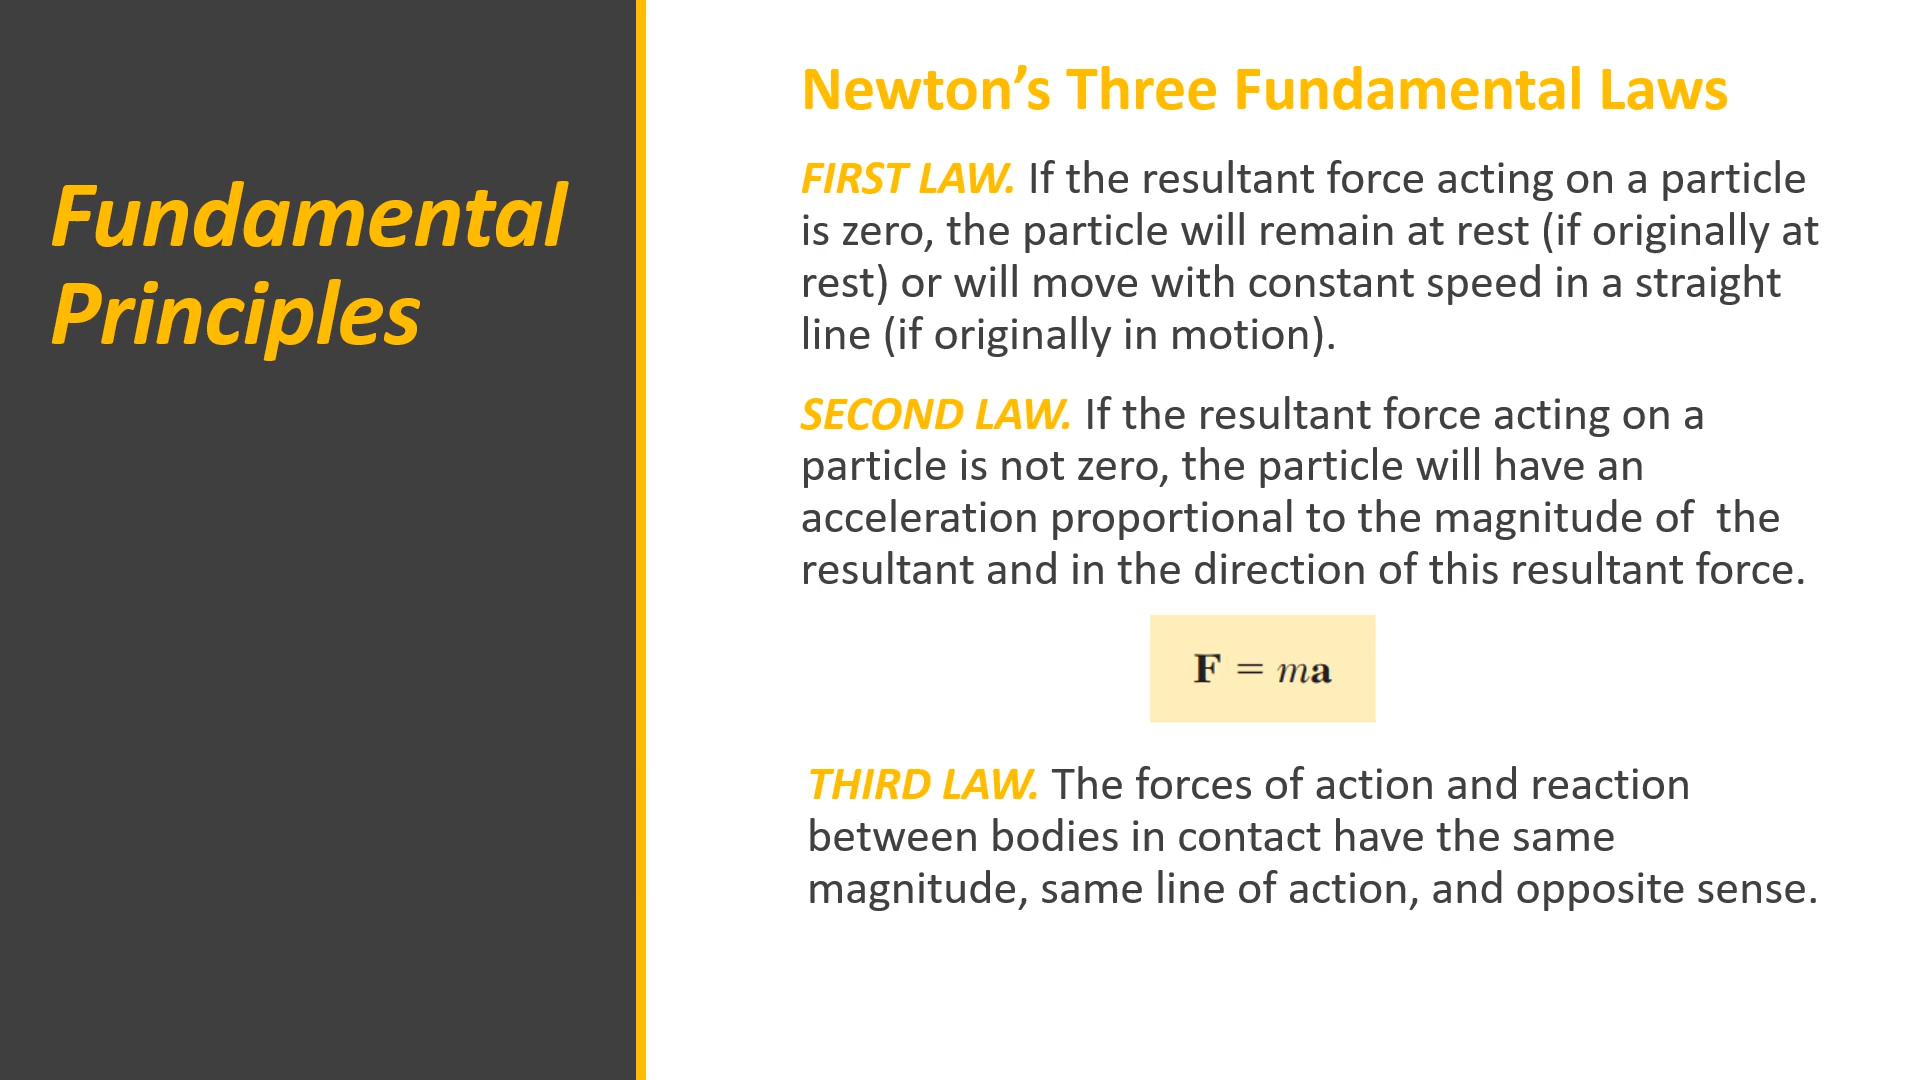 Fundamental
Principles
Newton’s Three Fundamental Laws
FIRST LAW. If the resultant force acting on a particle
is zero, the particle will remain at rest (if originally at
rest) or will move with constant speed in a straight
line (if originally in motion).
SECOND LAW. If the resultant force acting on a
particle is not zero, the particle will have an
acceleration proportional to the magnitude of  the
resultant and in the direction of this resultant force.
F = ma
THIRD LAW. The forces of action and reaction
between bodies in contact have the same
magnitude, same line of action, and opposite sense.